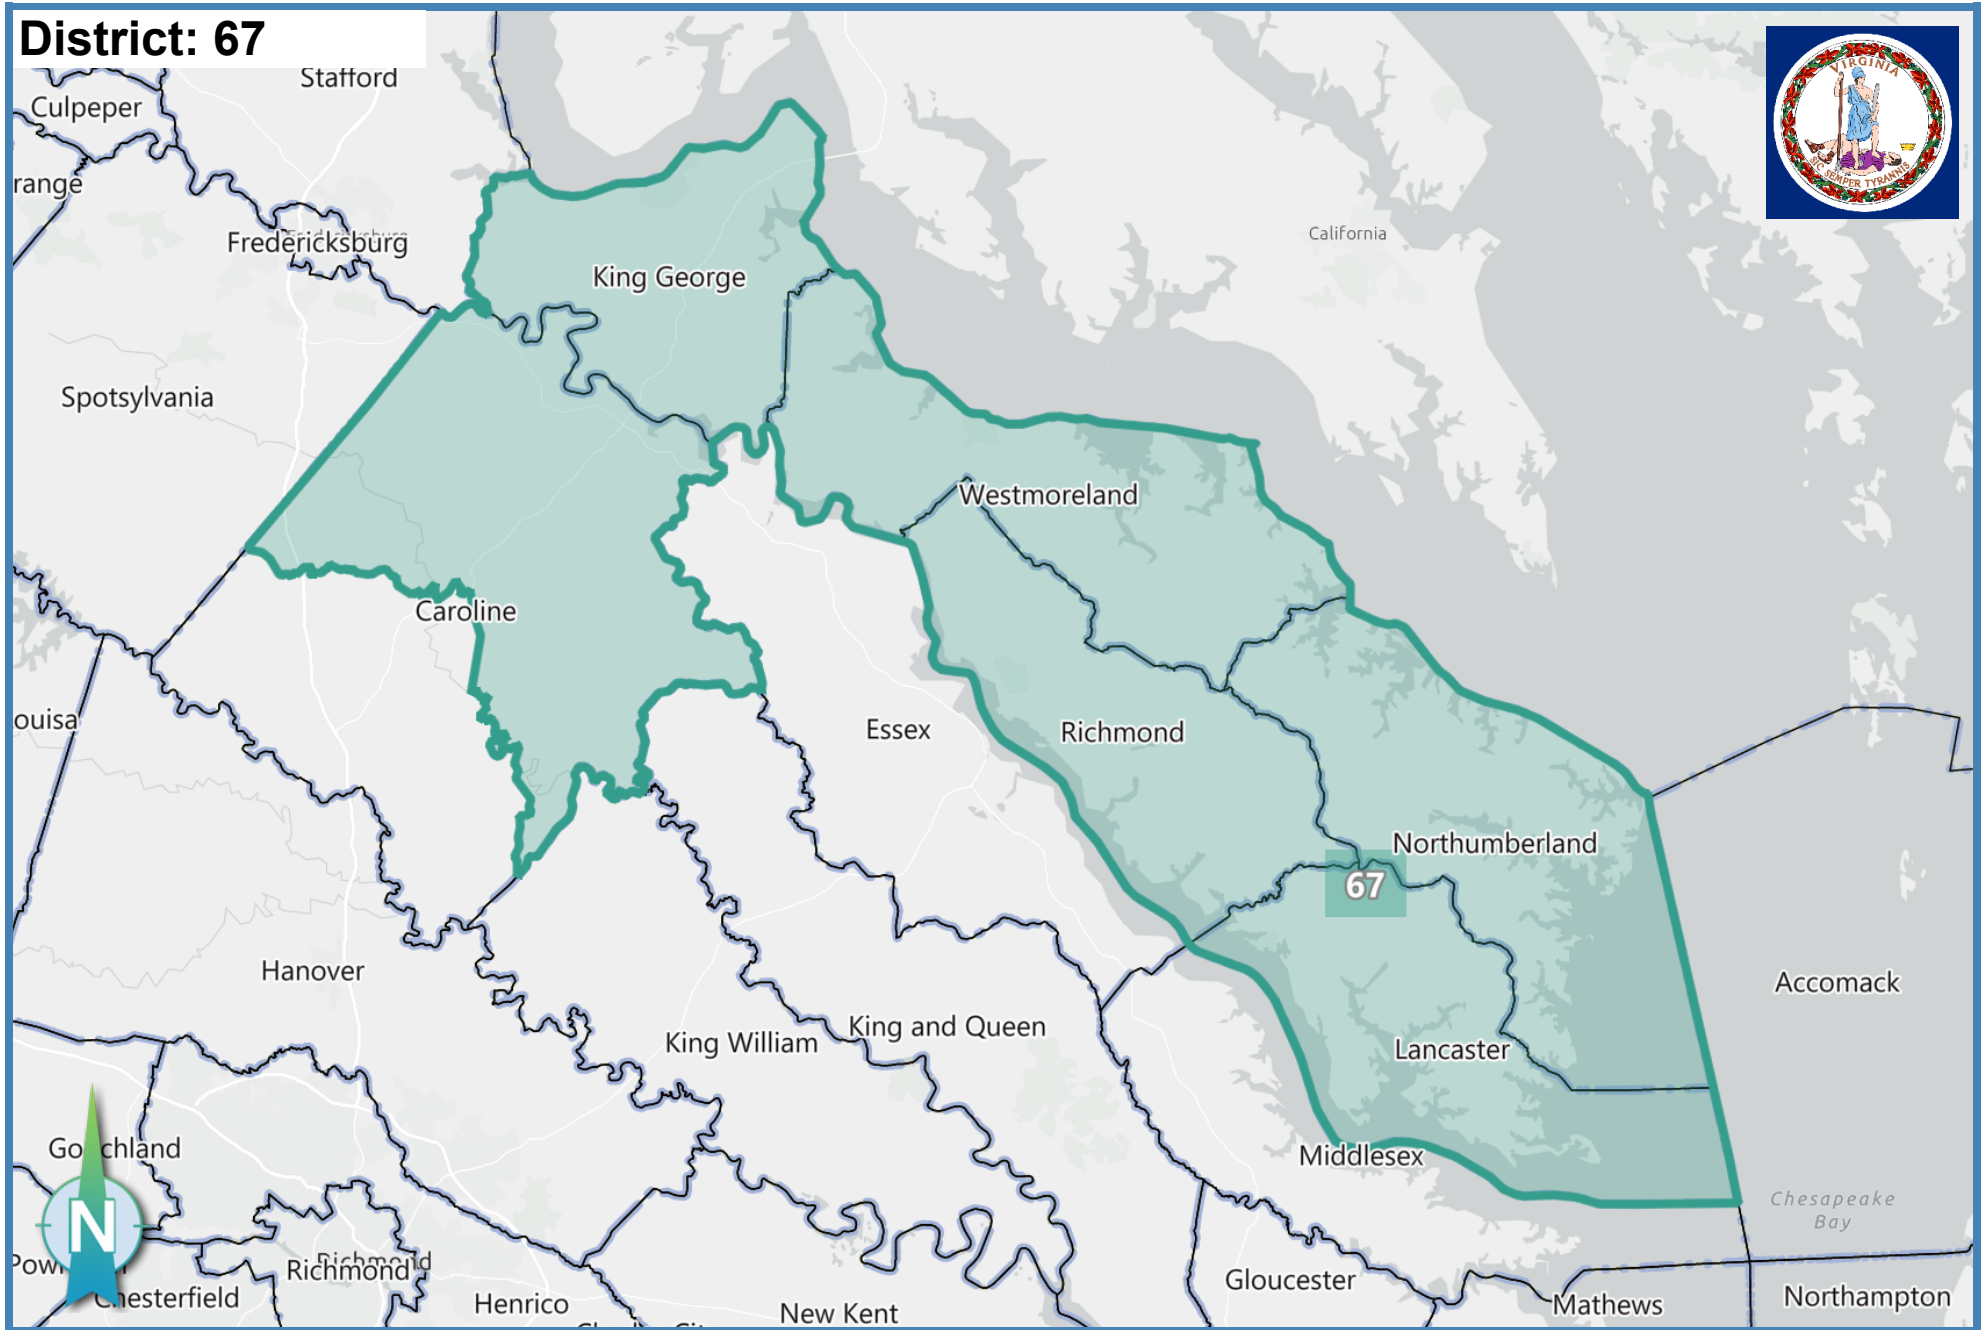 District: 67
VIRGINIA
SIC SEMPER TYRANNIS
Stafford
Culpeper
range
Fredericksburg
California
King George
Spotsylvania
Westmoreland
Caroline
ouisa
Essex
Richmond
Northumberland
67
Hanover
Accomack
King William
King and Queen
Lancaster
Middlesex
Chesapeake
Bay
N
Richmond
Richmond
Gloucester
Chesterfield
Henrico
New Kent
Mathews
Northampton